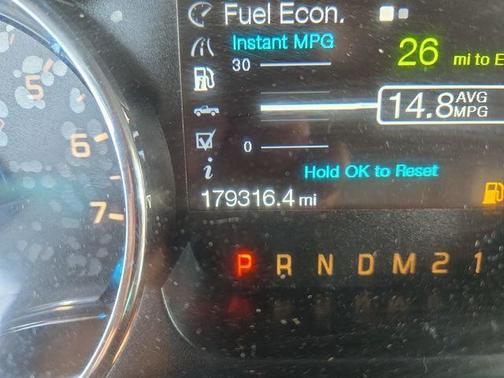 Fuel Econ.
Instant MPG
30
26 mi to E
14.8 AVG MPG
0
Hold OK to Reset
179316.4 mi
P R N D M 2 1
5
6
7